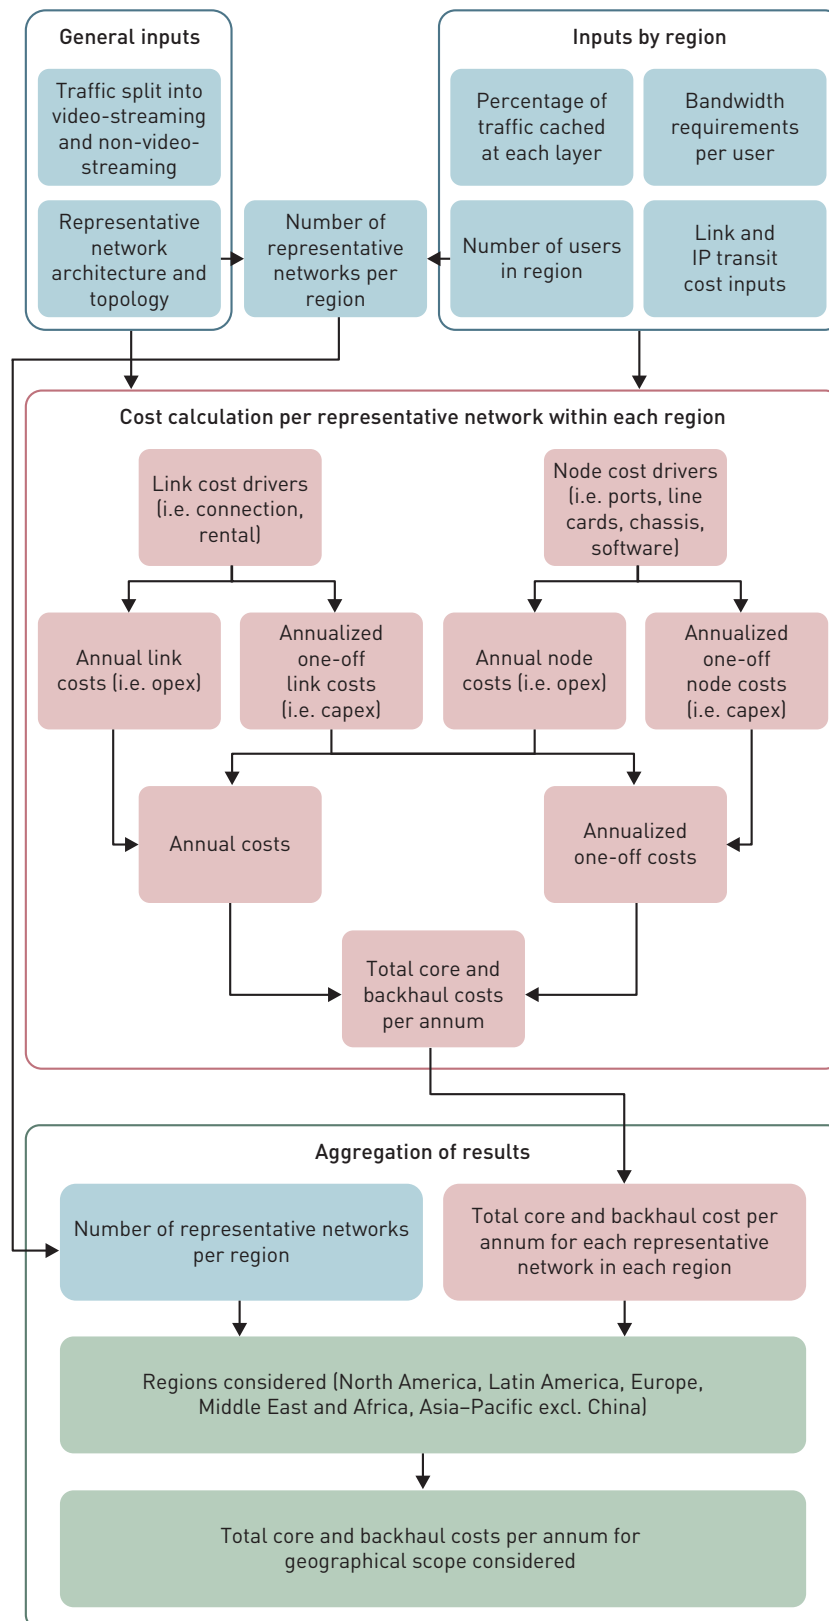 General inputs
Traffic split into
video-streaming
and non-video-
streaming
Representative
network
architecture and
topology
Number of
representative
networks per
region
Inputs by region
Percentage of
traffic cached
at each layer
Bandwidth
requirements
per user
Number of users
in region
Link and
IP transit
cost inputs
Cost calculation per representative network within each region
Link cost drivers
(i.e. connection,
rental)
Node cost drivers
(i.e. ports, line
cards, chassis,
software)
Annual link
costs (i.e. opex)
Annualized
one-off
link costs
(i.e. capex)
Annual node
costs (i.e. opex)
Annualized
one-off
node costs
(i.e. capex)
Annual costs
Annualized
one-off costs
Total core and
backhaul costs
per annum
Aggregation of results
Number of representative networks
per region
Total core and backhaul cost per
annum for each representative
network in each region
Regions considered (North America, Latin America, Europe,
Middle East and Africa, Asia–Pacific excl. China)
Total core and backhaul costs per annum for
geographical scope considered